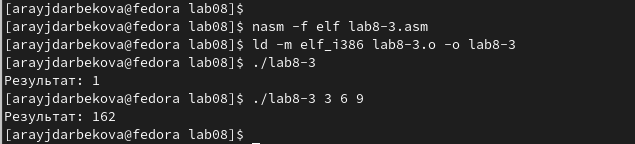 [arayjdarbekova@fedora lab08]$
[arayjdarbekova@fedora lab08]$ nasm -f elf lab8-3.asm
[arayjdarbekova@fedora lab08]$ ld -m elf_i386 lab8-3.o -o lab8-3
[arayjdarbekova@fedora lab08]$ ./lab8-3
Результат: 1
[arayjdarbekova@fedora lab08]$ ./lab8-3 3 6 9
Результат: 162
[arayjdarbekova@fedora lab08]$